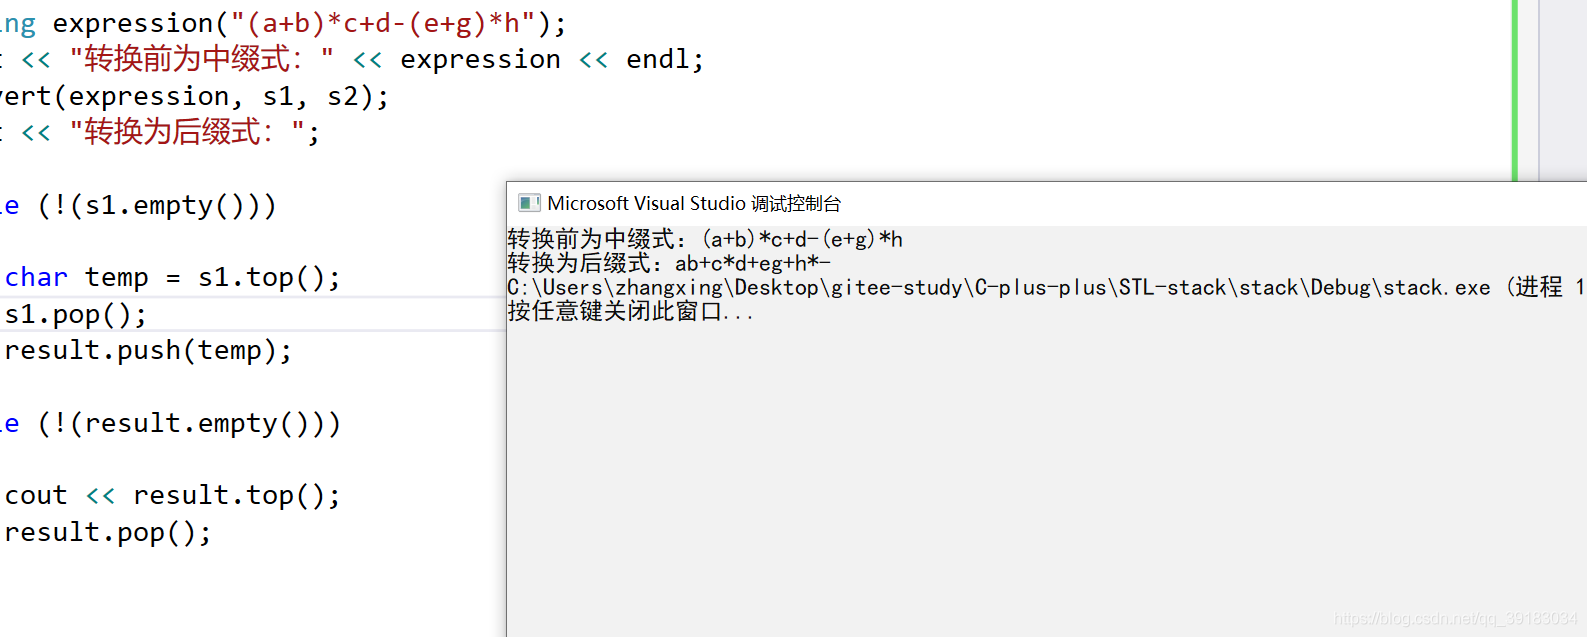 ing expression("(a+b)*c+d-(e+g)*h");
t << "转换前为中缀式：" << expression << endl;
vert(expression, s1, s2);
t << "转换为后缀式：";
le (!(s1.empty()))
char temp = s1.top();
s1.pop();
result.push(temp);
le (!(result.empty()))
cout << result.top();
result.pop();
Microsoft Visual Studio 调试控制台
转换前为中缀式：(a+b)*c+d-(e+g)*h
转换为后缀式：ab+c*d+eg+h*-
C:\Users\zhangxing\Desktop\gitee-study\C-plus-plus\STL-stack\stack\Debug\stack.exe (进程 1
按任意键关闭此窗口...
https://blog.csdn.net/qq_39183034